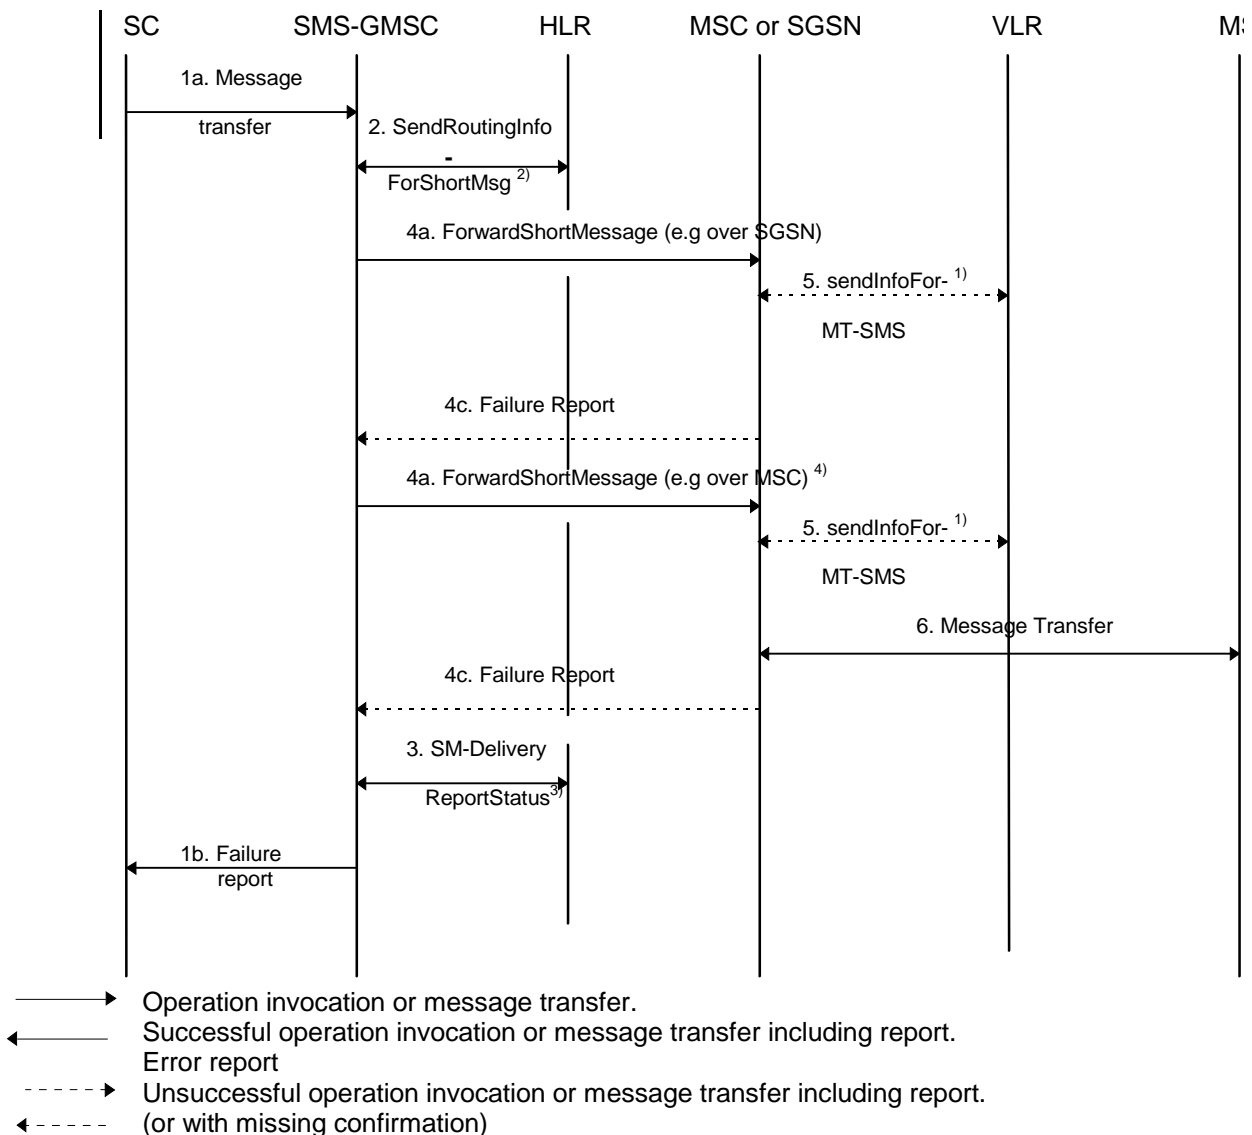 SC SMS-GMSC HLR MSC or SGSN VLR MS
1a. Message
transfer
2. SendRoutingInfo
-
ForShortMsg 2)
4a. ForwardShortMessage (e.g over SGSN)
5. sendInfoFor- 1)
MT-SMS
4c. Failure Report
4a. ForwardShortMessage (e.g over MSC) 4)
5. sendInfoFor- 1)
MT-SMS
6. Message Transfer
4c. Failure Report
3. SM-Delivery
ReportStatus3)
1b. Failure
report
Operation invocation or message transfer.
Successful operation invocation or message transfer including report.
Error report
Unsuccessful operation invocation or message transfer including report.
(or with missing confirmation)